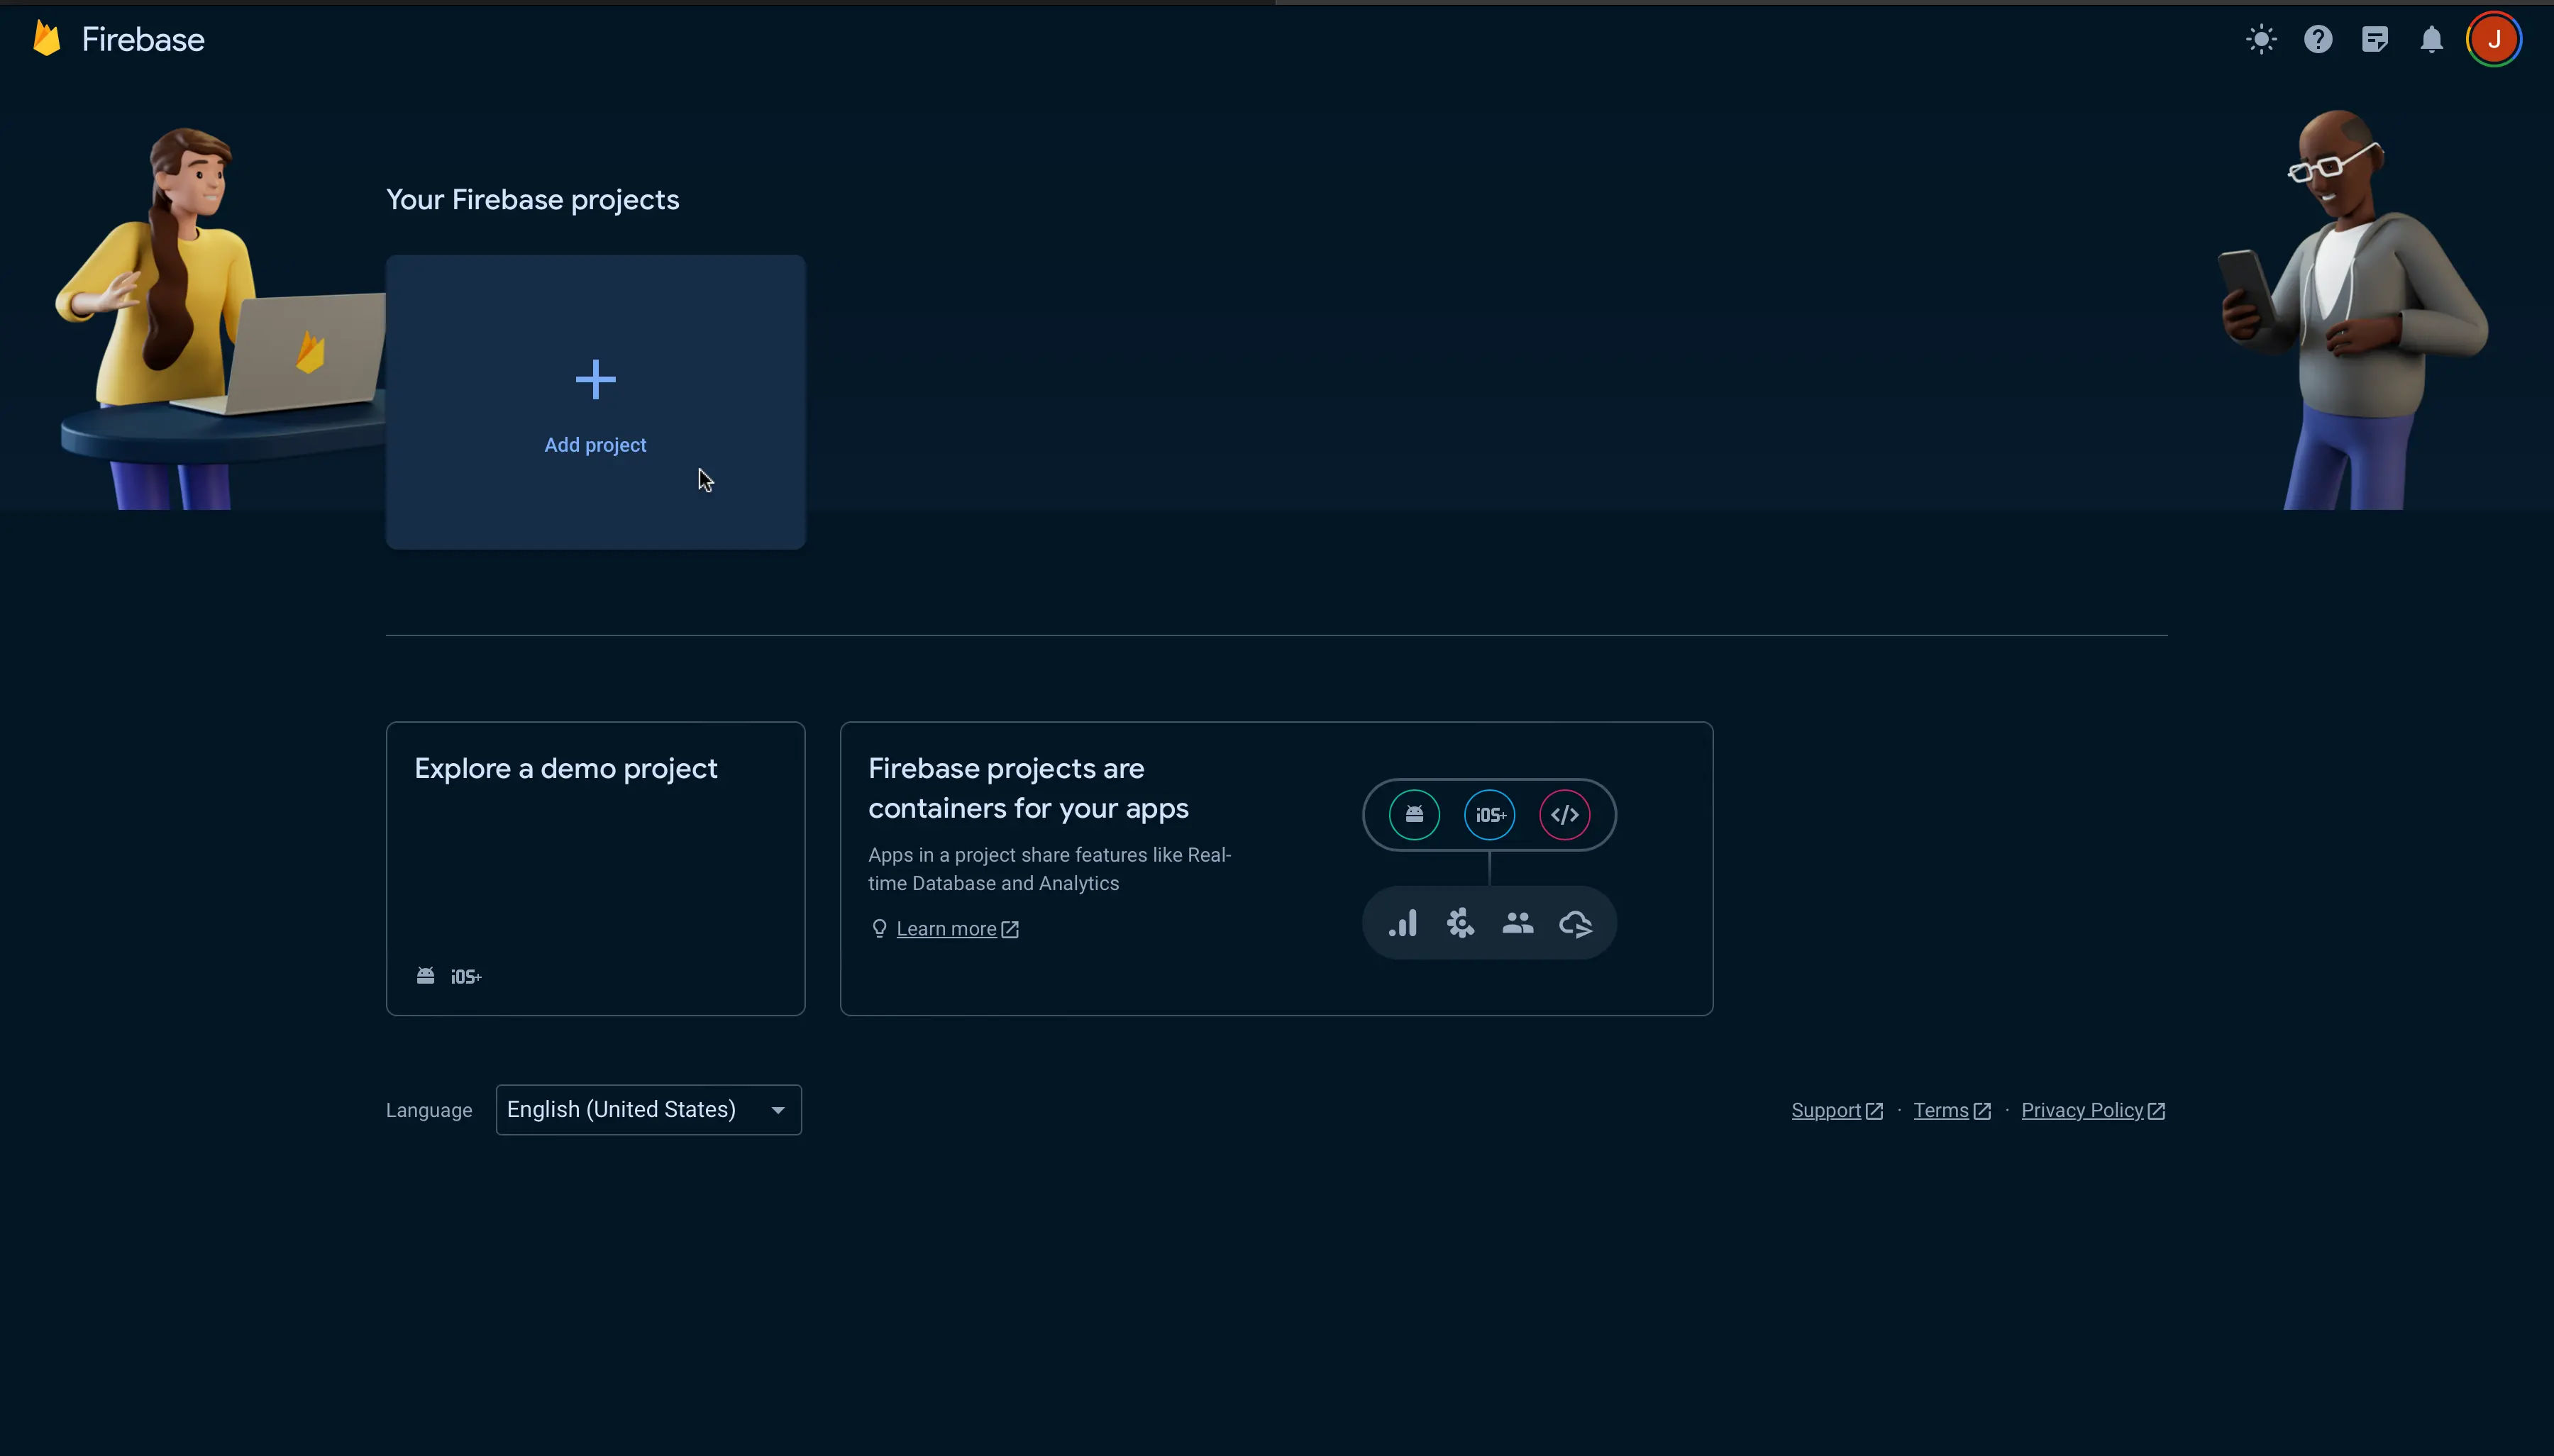 Firebase
J
Your Firebase projects
Add project
Explore a demo project
iOS+
Firebase projects are
containers for your apps
Apps in a project share features like Real-
time Database and Analytics
Learn more
iOS+
Language
English (United States)
Support · Terms · Privacy Policy